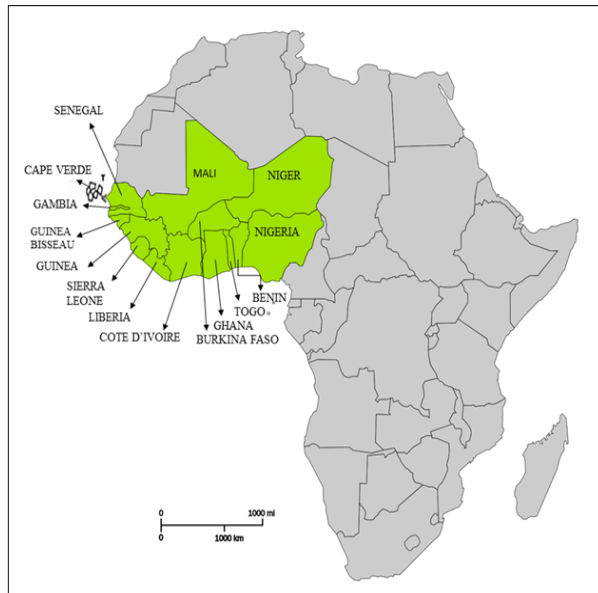 SENEGAL
CAPE VERDE
T
GAMBIA
GUINEA
BISSEAU
GUINEA
SIERRA
LEONE
LIBERIA
COTE D'IVOIRE
MALI
NIGER
NIGERIA
BENIN
TOGO
GHANA
BURKINA FASO
0 1000 ml
0 1000 km